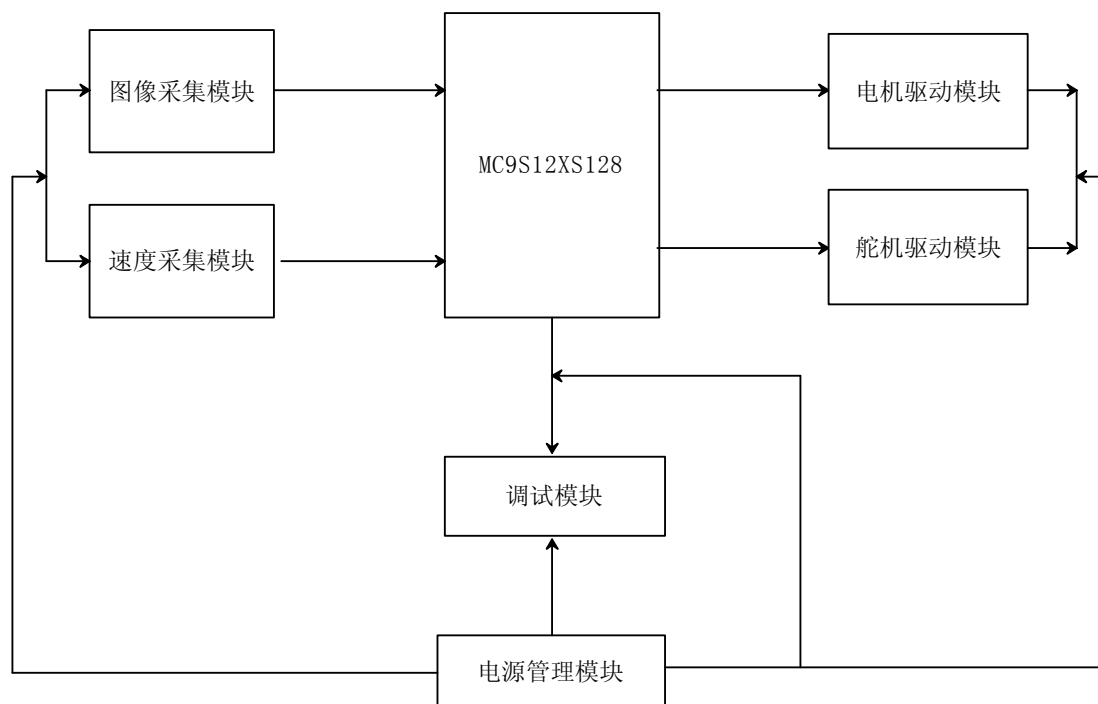 图像采集模块
MC9S12XS128
电机驱动模块
速度采集模块
舵机驱动模块
调试模块
电源管理模块